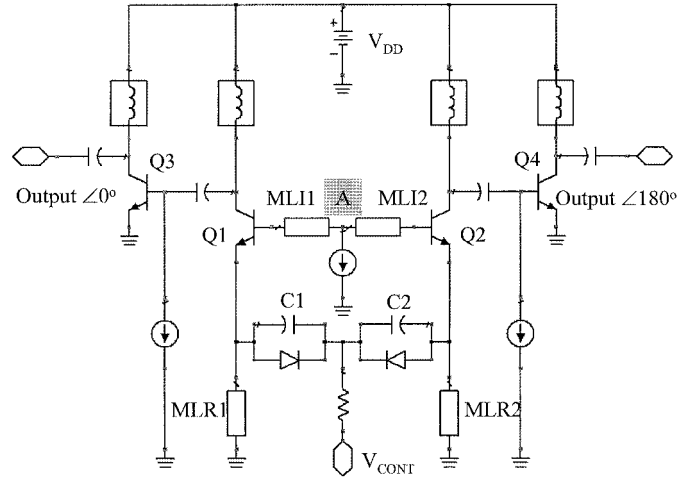 +
V_DD
−
Q3
Q4
Output ∠0°
MLI1
A
MLI2
Output ∠180°
Q1
Q2
C1
C2
MLR1
MLR2
V_CONT